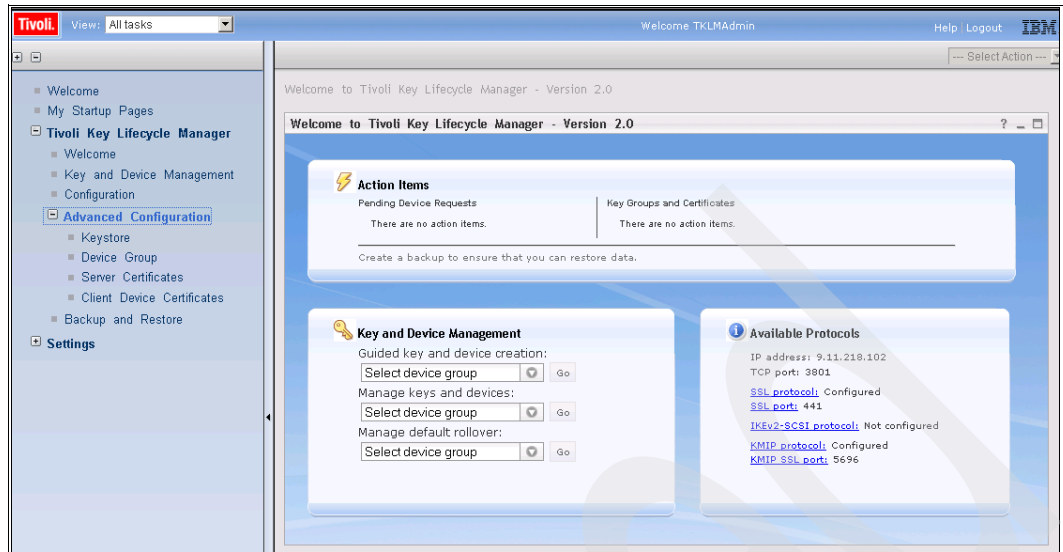 Tivoli. View: All tasks Welcome TKLMAdmin Help Logout IBM
--- Select Action ---
Welcome
My Startup Pages
Tivoli Key Lifecycle Manager
Welcome
Key and Device Management
Configuration
Advanced Configuration
Keystore
Device Group
Server Certificates
Client Device Certificates
Backup and Restore
Settings
Welcome to Tivoli Key Lifecycle Manager - Version 2.0
Welcome to Tivoli Key Lifecycle Manager - Version 2.0
Action Items
Pending Device Requests
There are no action items.
Key Groups and Certificates
There are no action items.
Create a backup to ensure that you can restore data.
Key and Device Management
Guided key and device creation:
Select device group Go
Manage keys and devices:
Select device group Go
Manage default rollover:
Select device group Go
Available Protocols
IP address: 9.11.218.102
TCP port: 3801
SSL protocol: Configured
SSL port: 441
IKEv2-SCSI protocol: Not configured
KMIP protocol: Configured
KMIP SSL port: 5696